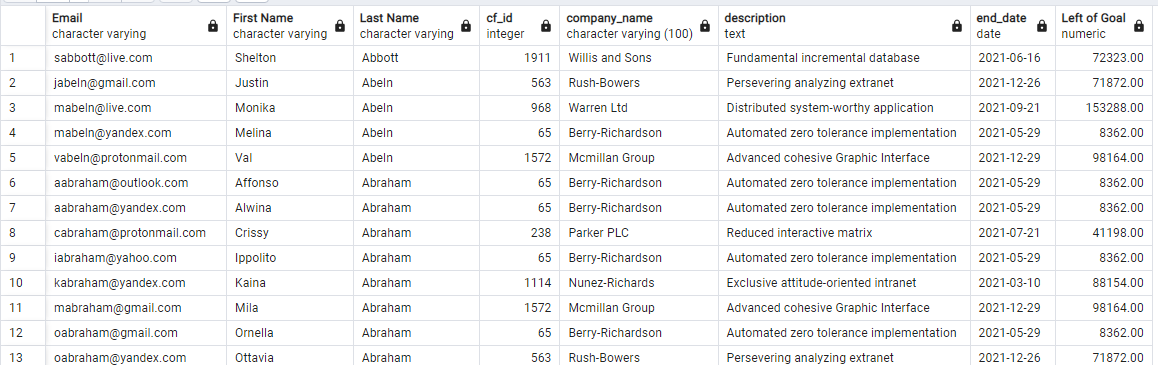 Email First Name Last Name cf_id company_name description end_date Left of Goal
character varying character varying character varying integer character varying (100) text date numeric
1 sabbott@live.com Shelton Abbott 1911 Willis and Sons Fundamental incremental database 2021-06-16 72323.00
2 jabeln@gmail.com Justin Abeln 563 Rush-Bowers Persevering analyzing extranet 2021-12-26 71872.00
3 mabeln@live.com Monika Abeln 968 Warren Ltd Distributed system-worthy application 2021-09-21 153288.00
4 mabeln@yandex.com Melina Abeln 65 Berry-Richardson Automated zero tolerance implementation 2021-05-29 8362.00
5 vabeln@protonmail.com Val Abeln 1572 Mcmillan Group Advanced cohesive Graphic Interface 2021-12-29 98164.00
6 aabraham@outlook.com Affonso Abraham 65 Berry-Richardson Automated zero tolerance implementation 2021-05-29 8362.00
7 aabraham@yandex.com Alwina Abraham 65 Berry-Richardson Automated zero tolerance implementation 2021-05-29 8362.00
8 cabraham@protonmail.com Crissy Abraham 238 Parker PLC Reduced interactive matrix 2021-07-21 41198.00
9 iabraham@yahoo.com Ippolito Abraham 65 Berry-Richardson Automated zero tolerance implementation 2021-05-29 8362.00
10 kabraham@yandex.com Kaina Abraham 1114 Nunez-Richards Exclusive attitude-oriented intranet 2021-03-10 88154.00
11 mabraham@gmail.com Mila Abraham 1572 Mcmillan Group Advanced cohesive Graphic Interface 2021-12-29 98164.00
12 oabraham@gmail.com Ornella Abraham 65 Berry-Richardson Automated zero tolerance implementation 2021-05-29 8362.00
13 oabraham@yandex.com Ottavia Abraham 563 Rush-Bowers Persevering analyzing extranet 2021-12-26 71872.00